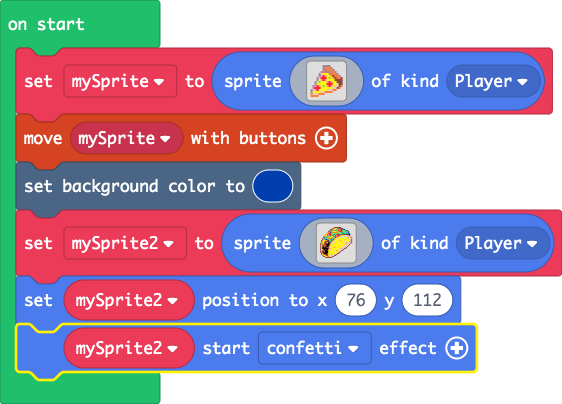 on start
set mySprite to sprite of kind Player
move mySprite with buttons
set background color to
set mySprite2 to sprite of kind Player
set mySprite2 position to x 76 y 112
mySprite2 start confetti effect